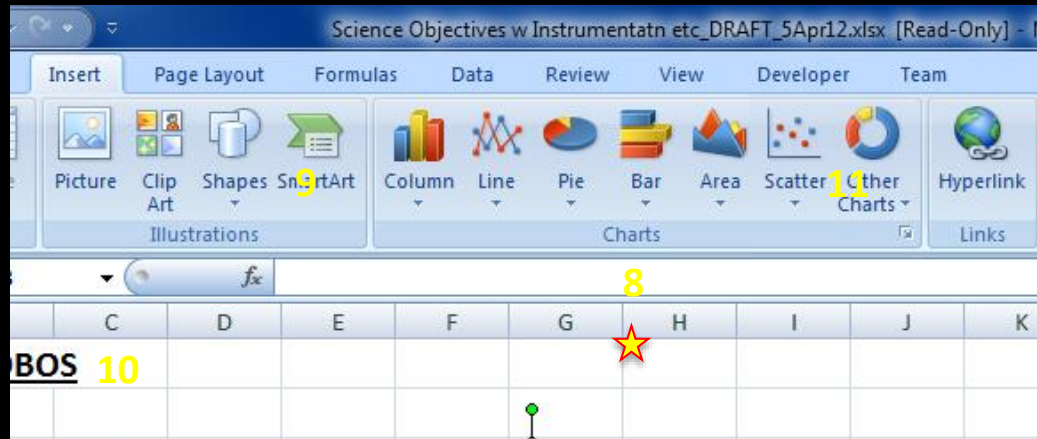 Science Objectives w Instrumentatn etc_DRAFT_5Apr12.xlsx [Read-Only] -
Insert Page Layout Formulas Data Review View Developer Team
Picture Clip Art Shapes SmartArt Column Line Pie Bar Area Scatter Other Charts Hyperlink
9 11
Illustrations Charts Links
fx
8
C D E F G H I J K
BOS 10